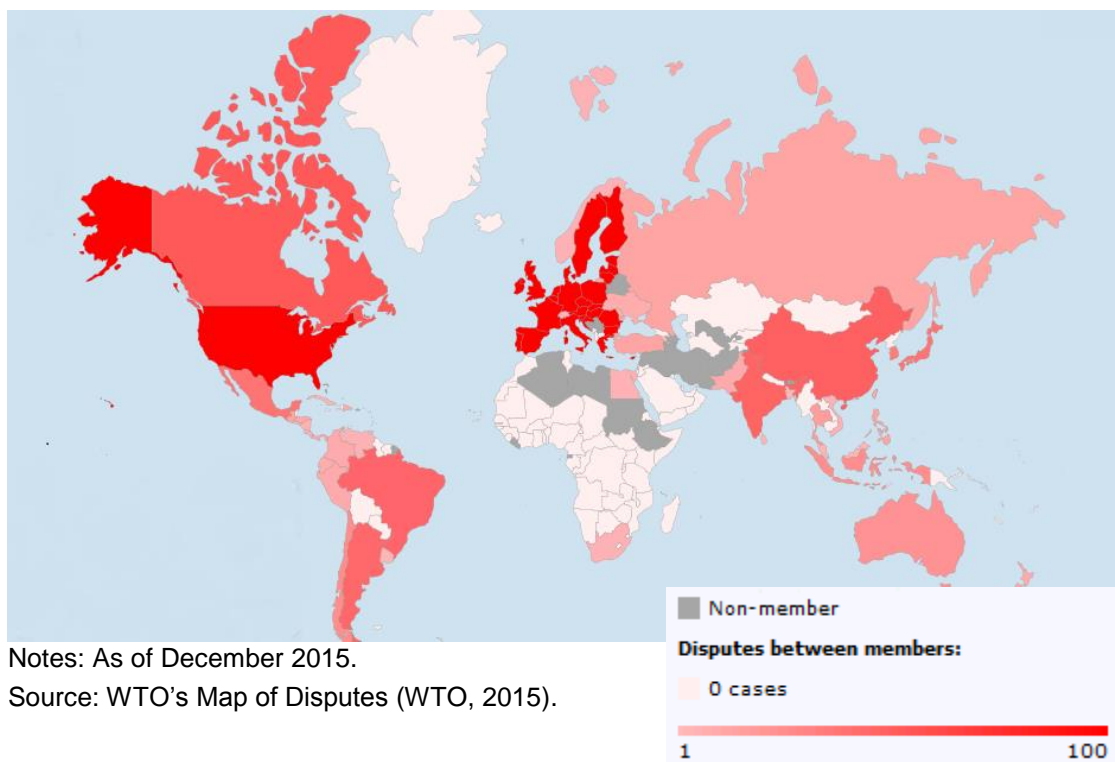 Notes: As of December 2015.
Source: WTO’s Map of Disputes (WTO, 2015).
Non-member
Disputes between members:
0 cases
1 100